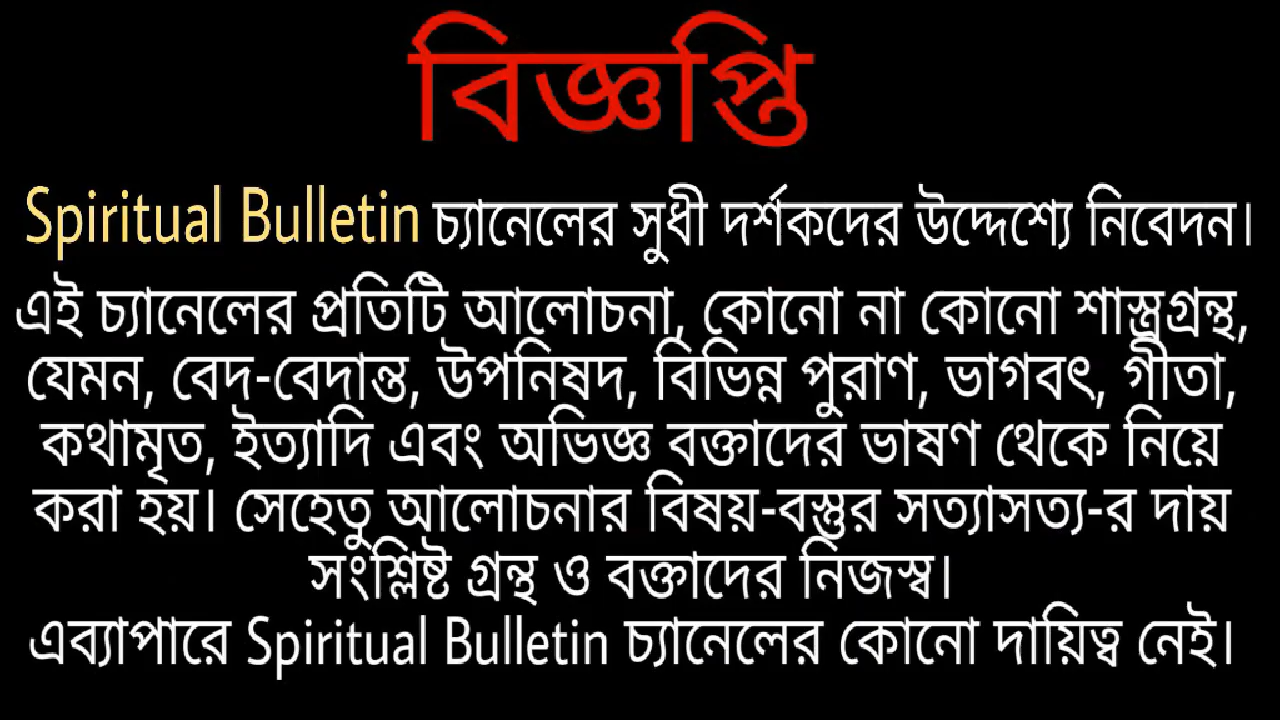 বিজ্ঞপ্তি
Spiritual Bulletin চ্যানেলের সুধী দর্শকদের উদ্দেশ্যে নিবেদন।
এই চ্যানেলের প্রতিটি আলোচনা, কোনো না কোনো শাস্ত্রগ্রন্থ,
যেমন, বেদ-বেদান্ত, উপনিষদ, বিভিন্ন পুরাণ, ভাগবৎ, গীতা,
কথামৃত, ইত্যাদি এবং অভিজ্ঞ বক্তাদের ভাষণ থেকে নিয়ে
করা হয়। সেহেতু আলোচনার বিষয়-বস্তুর সত্যাসত্য-র দায়
সংশ্লিষ্ট গ্রন্থ ও বক্তাদের নিজস্ব।
এব্যাপারে Spiritual Bulletin চ্যানেলের কোনো দায়িত্ব নেই।